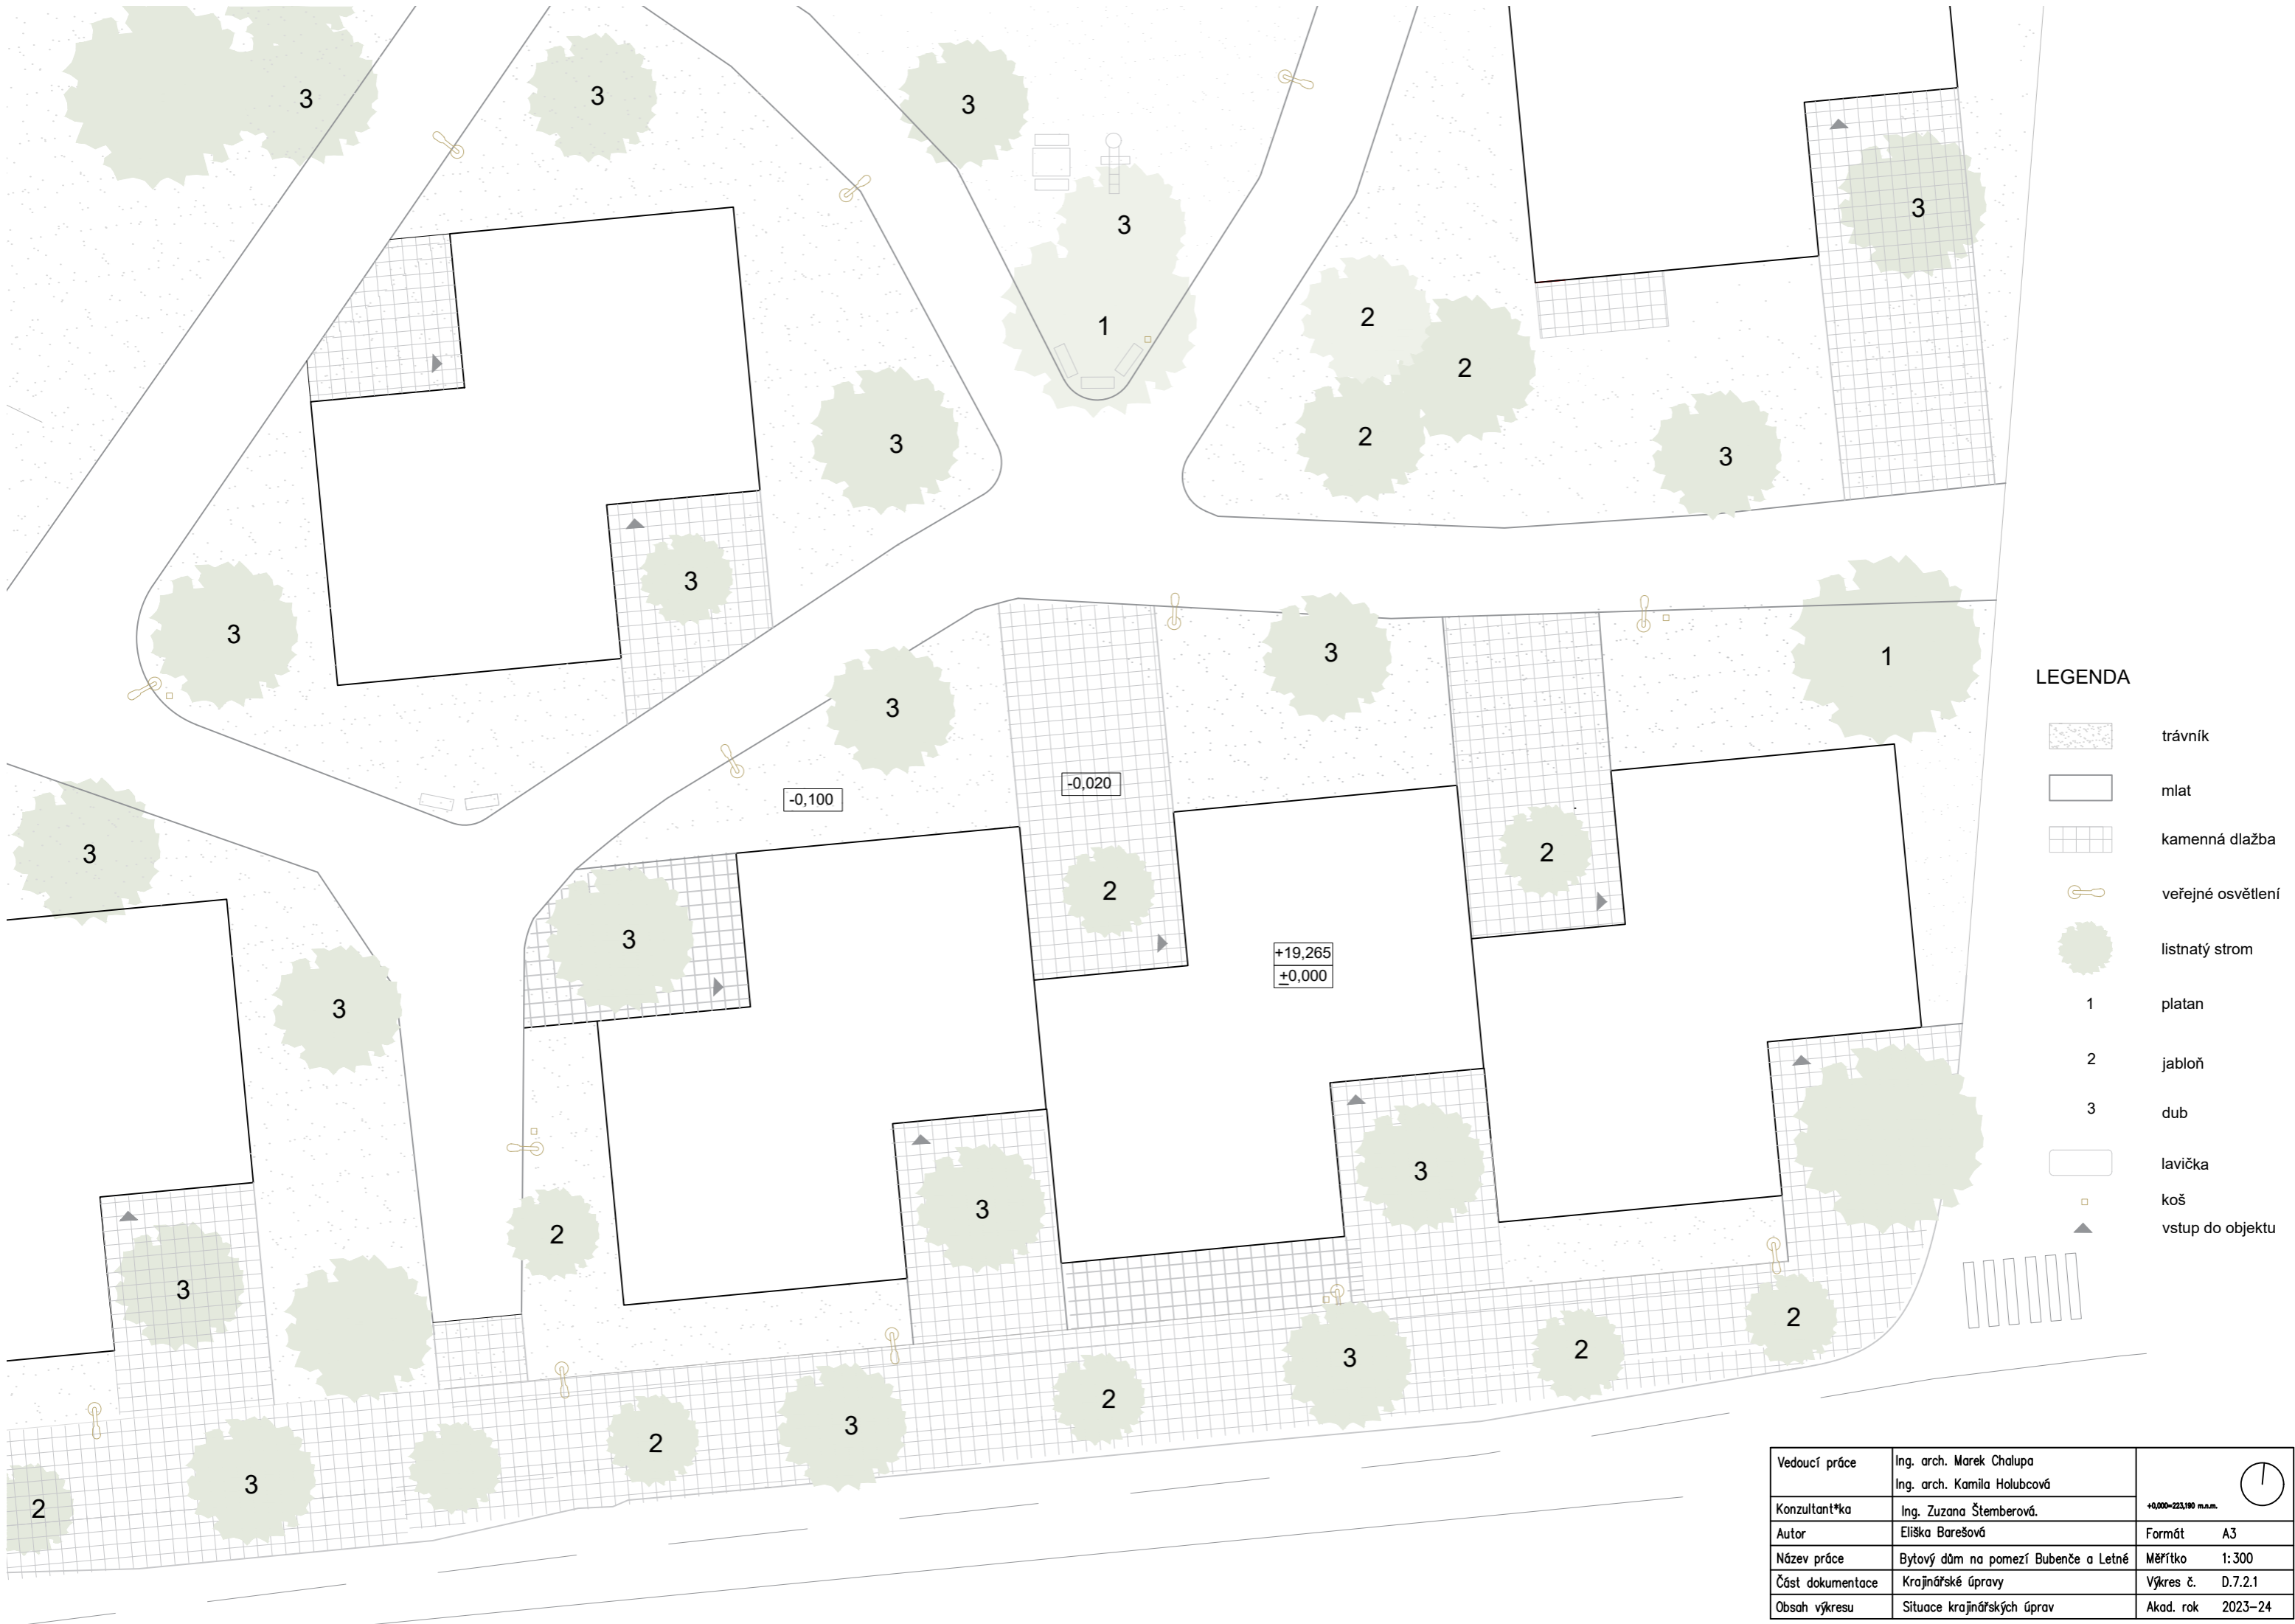 3
3
3
3
3
1
2
2
2
3
3
3
3
3
3
1
-0,100
-0,020
3
3
2
2
+19,265
±0,000
3
3
3
2
3
3
2
3
2
2
3
2
3
2
LEGENDA
trávník
mlat
kamenná dlažba
veřejné osvětlení
listnatý strom
1 platan
2 jabloň
3 dub
lavička
koš
vstup do objektu
Vedoucí práce Ing. arch. Marek Chalupa
Ing. arch. Kamila Holubcová
+0,000=223,190 m.n.m.
Konzultant*ka Ing. Zuzana Štemberová.
Autor Eliška Barešová Formát A3
Název práce Bytový dům na pomezí Bubenče a Letné Měřítko 1:300
Část dokumentace Krajinářské úpravy Výkres č. D.7.2.1
Obsah výkresu Situace krajinářských úprav Akad. rok 2023-24